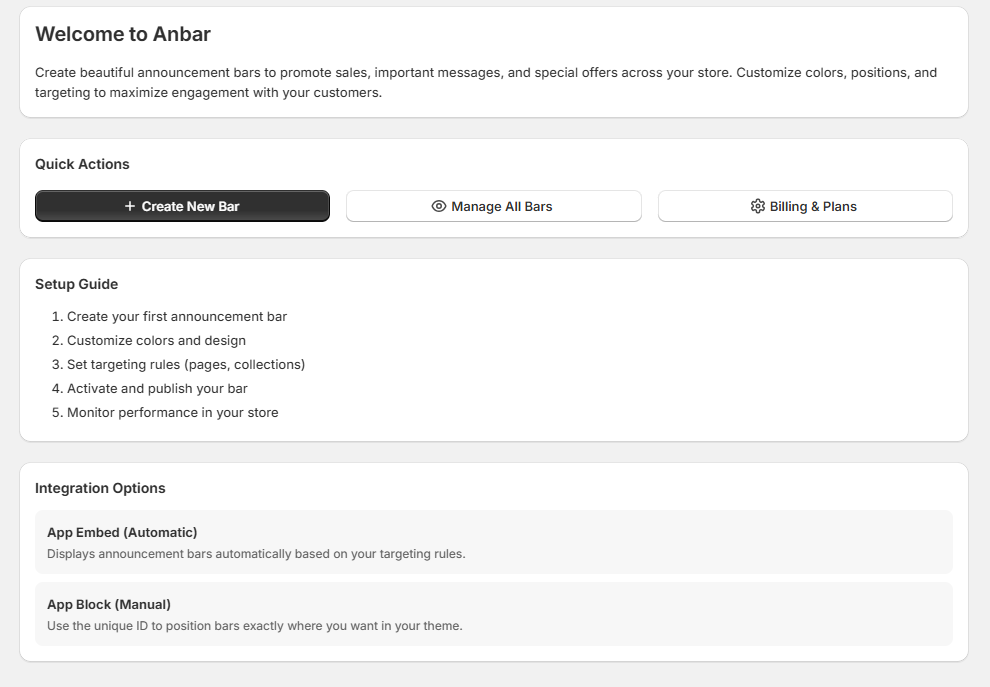 Welcome to Anbar
Create beautiful announcement bars to promote sales, important messages, and special offers across your store. Customize colors, positions, and
targeting to maximize engagement with your customers.
Quick Actions
+ Create New Bar
Manage All Bars
Billing & Plans
Setup Guide
1. Create your first announcement bar
2. Customize colors and design
3. Set targeting rules (pages, collections)
4. Activate and publish your bar
5. Monitor performance in your store
Integration Options
App Embed (Automatic)
Displays announcement bars automatically based on your targeting rules.
App Block (Manual)
Use the unique ID to position bars exactly where you want in your theme.